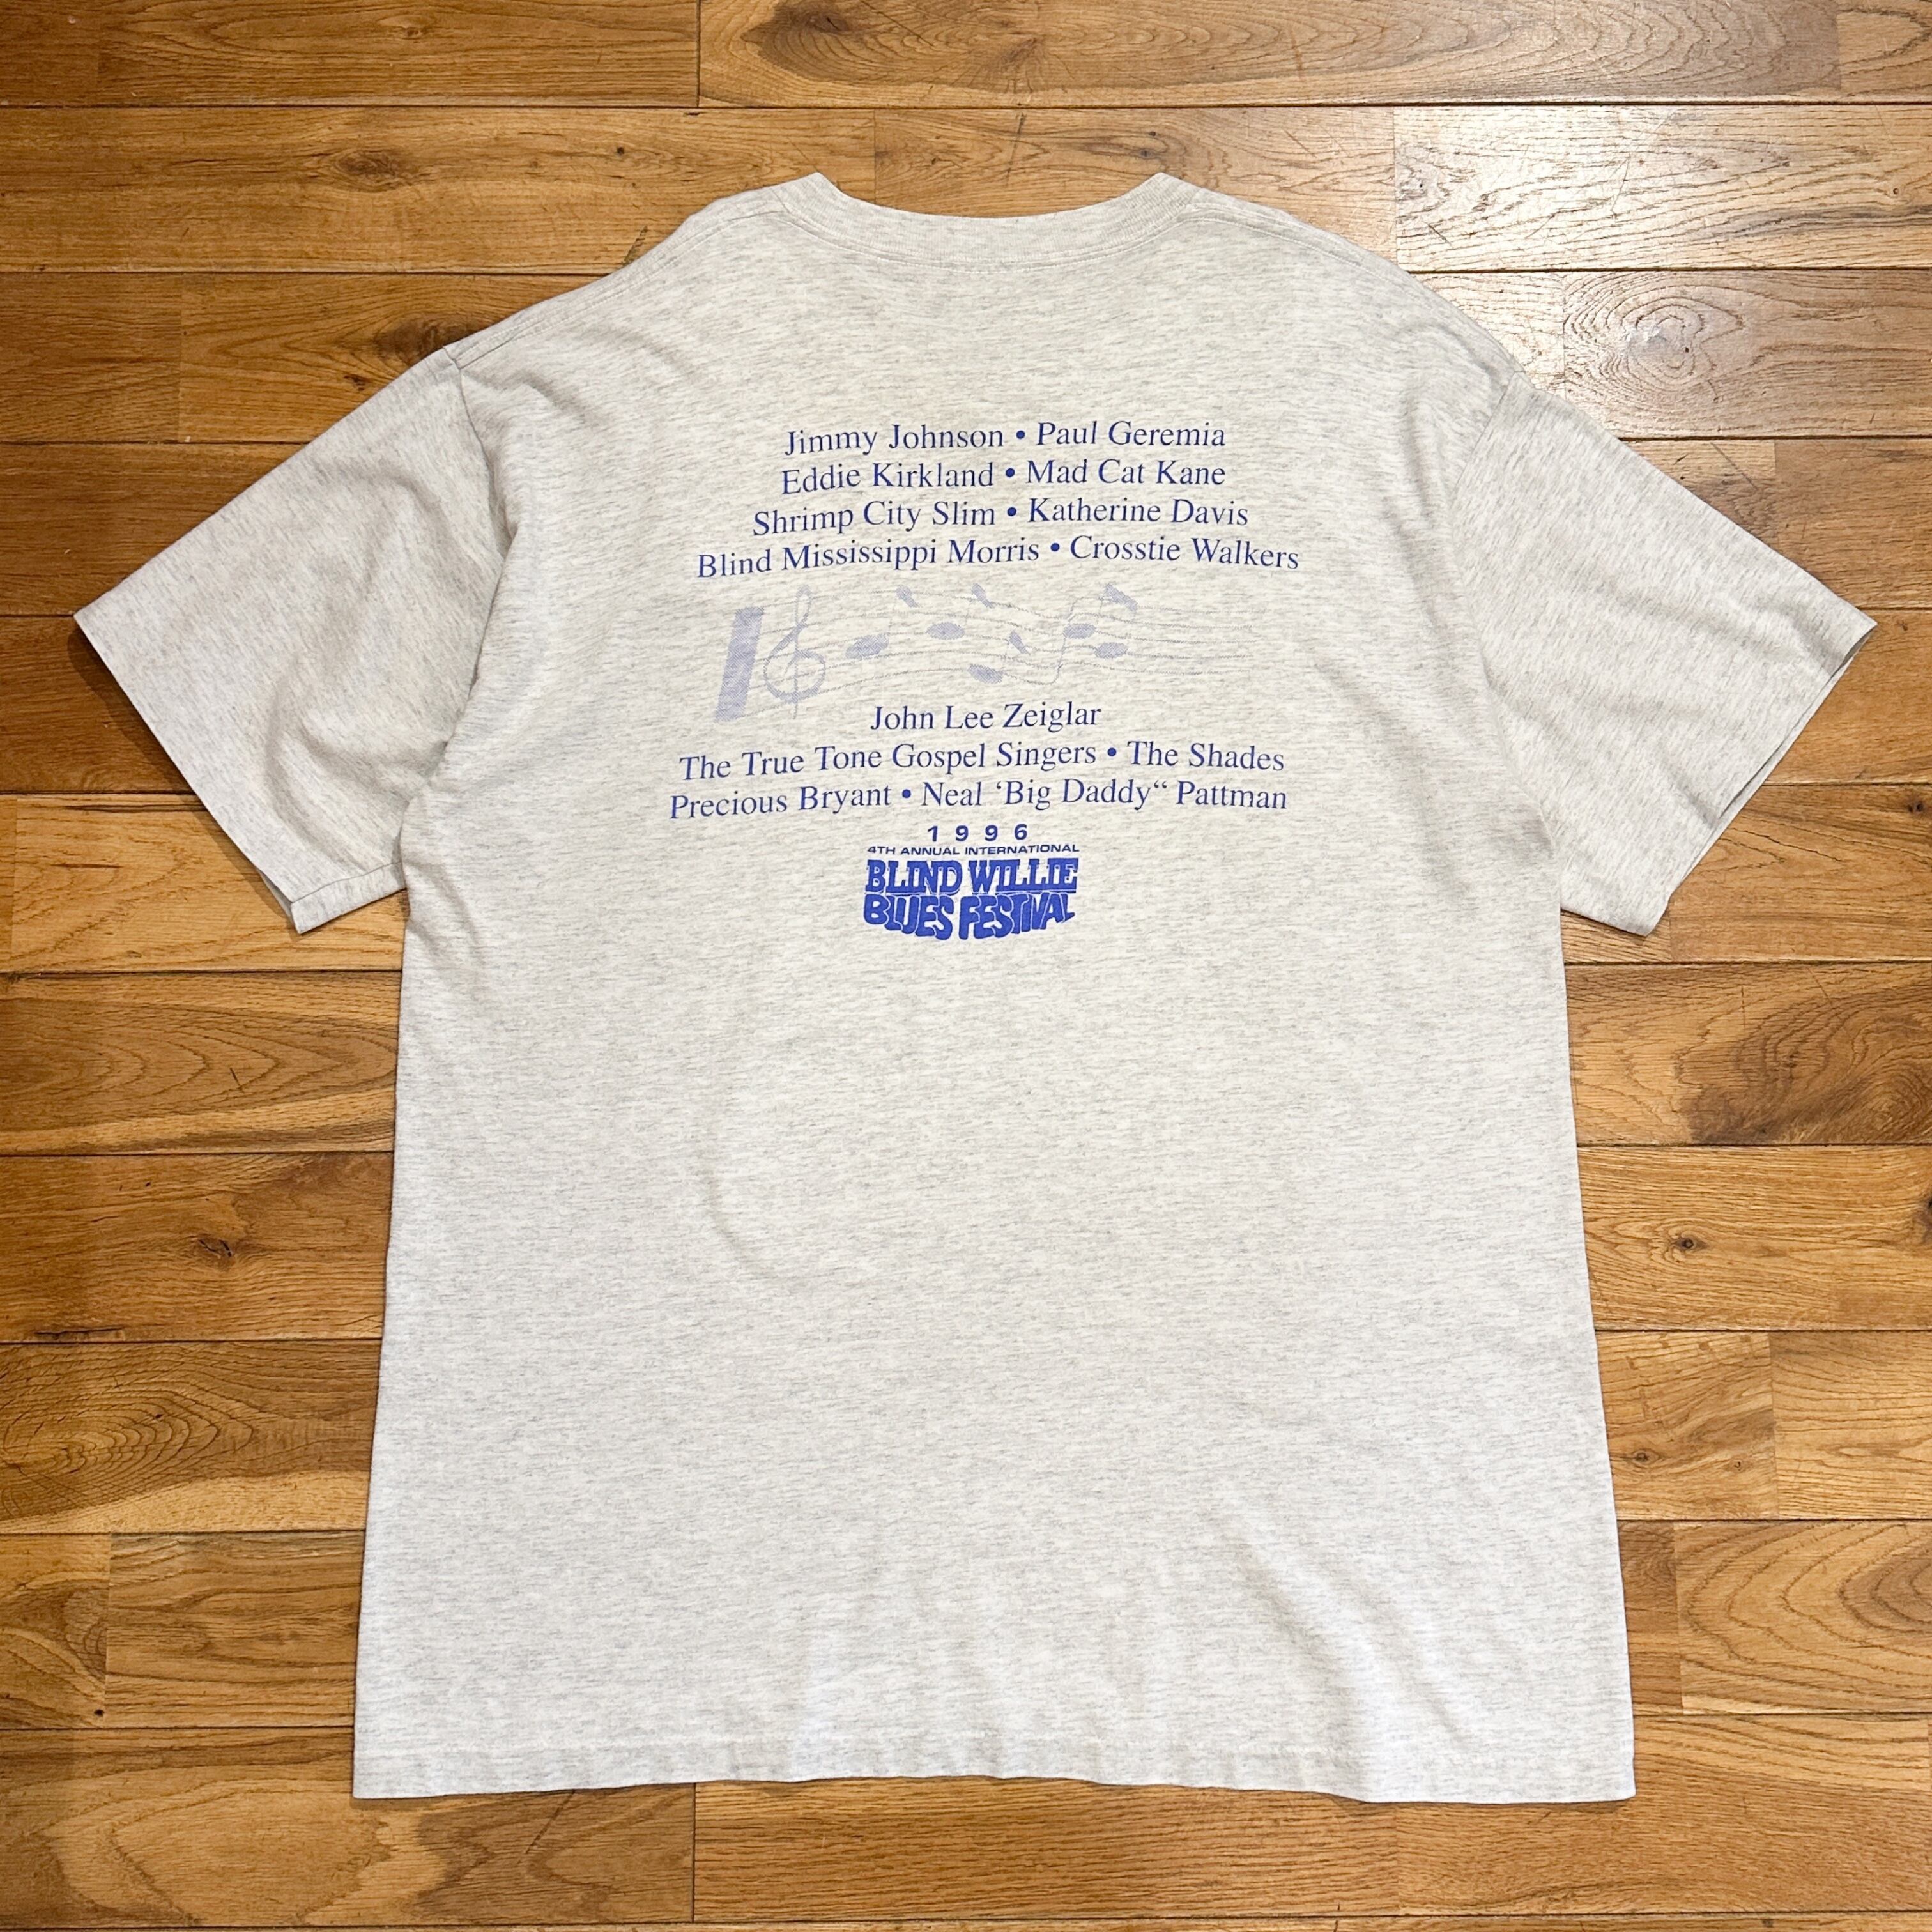 Jimmy Johnson • Paul Geremia
Eddie Kirkland • Mad Cat Kane
Shrimp City Slim • Katherine Davis
Blind Mississippi Morris • Crosstie Walkers
John Lee Zeiglar
The True Tone Gospel Singers • The Shades
Precious Bryant • Neal ‘Big Daddy“ Pattman
1996
4TH ANNUAL INTERNATIONAL
BLIND WILLIE
BLUES FESTIVAL